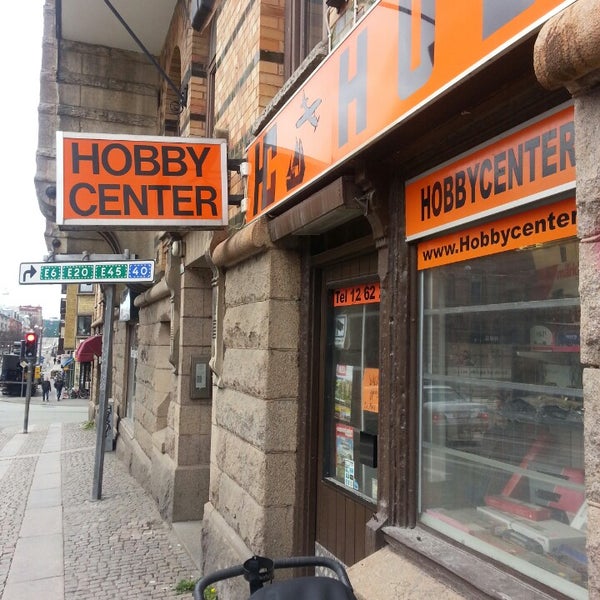 HOBBY
CENTER
E6 E20 E45 40
HOBBYCENTER
www.Hobbycenter
Tel 12 62